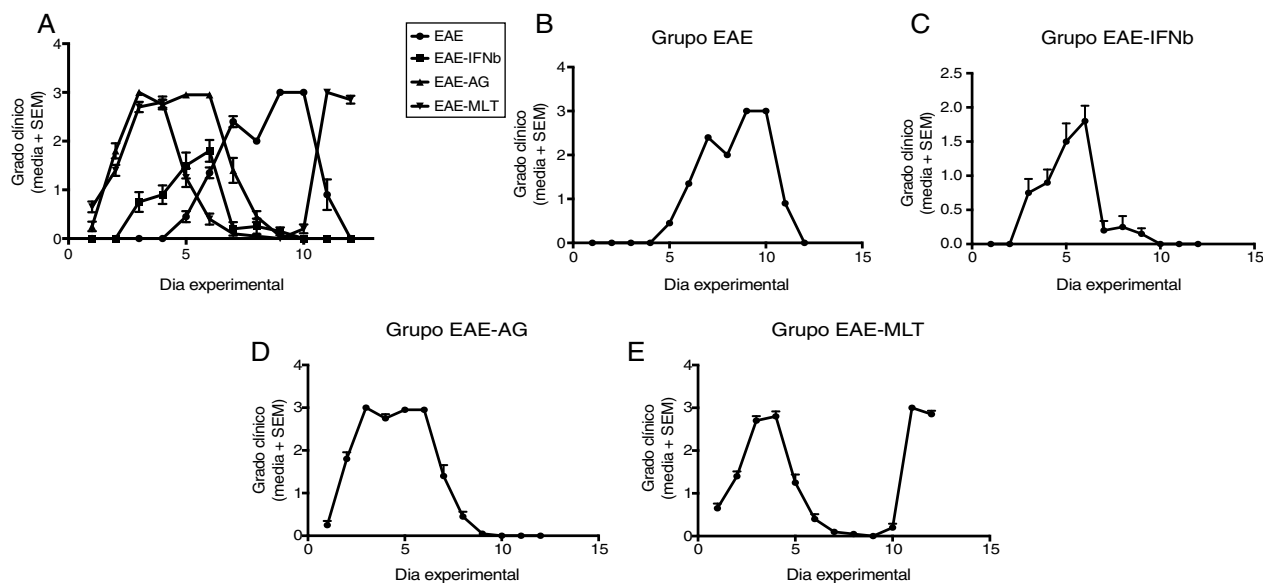 A
EAE
EAE-IFNb
EAE-AG
EAE-MLT
Grado clínico
(media + SEM)
4
3
2
1
0
0
5
10
Dia experimental
B
Grupo EAE
Grado clínico
(media + SEM)
4
3
2
1
0
0
5
10
15
Dia experimental
C
Grupo EAE-IFNb
Grado clínico
(media + SEM)
2.5
2.0
1.5
1.0
0.5
0.0
0
5
10
15
Dia experimental
D
Grupo EAE-AG
Grado clínico
(media + SEM)
4
3
2
1
0
0
5
10
15
Dia experimental
E
Grupo EAE-MLT
Grado clínico
(media + SEM)
4
3
2
1
0
0
5
10
15
Dia experimental